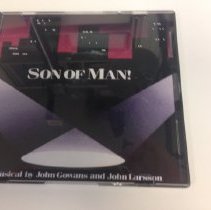 SON OF MAN!
usical by John Gowans and John Larsson